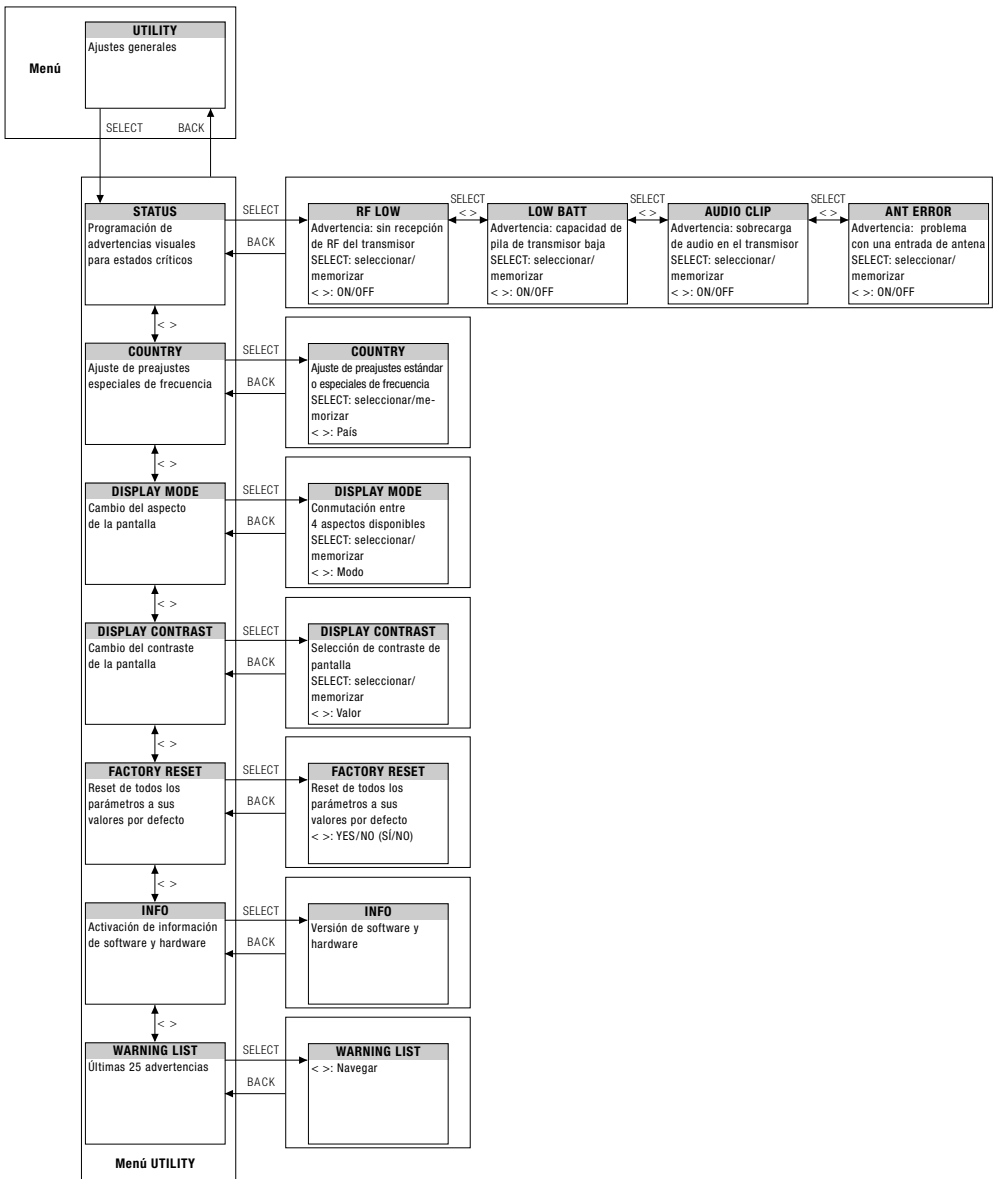 UTILITY
Ajustes generales
Menú
SELECT
BACK
STATUS
Programación de
advertencias visuales
para estados críticos
SELECT
BACK
RF LOW
Advertencia: sin recepción
de RF del transmisor
SELECT: seleccionar/
memorizar
< >: ON/OFF
SELECT
< >
LOW BATT
Advertencia: capacidad de
pila de transmisor baja
SELECT: seleccionar/
memorizar
< >: ON/OFF
SELECT
< >
AUDIO CLIP
Advertencia: sobrecarga
de audio en el transmisor
SELECT: seleccionar/
memorizar
< >: ON/OFF
SELECT
< >
ANT ERROR
Advertencia: problema
con una entrada de antena
SELECT: seleccionar/
memorizar
< >: ON/OFF
< >
COUNTRY
Ajuste de preajustes
especiales de frecuencia
SELECT
BACK
COUNTRY
Ajuste de preajustes estándar
o especiales de frecuencia
SELECT: seleccionar/me-
morizar
< >: País
< >
DISPLAY MODE
Cambio del aspecto
de la pantalla
SELECT
BACK
DISPLAY MODE
Conmutación entre
4 aspectos disponibles
SELECT: seleccionar/
memorizar
< >: Modo
< >
DISPLAY CONTRAST
Cambio del contraste
de la pantalla
SELECT
BACK
DISPLAY CONTRAST
Selección de contraste de
pantalla
SELECT: seleccionar/
memorizar
< >: Valor
< >
FACTORY RESET
Reset de todos los
parámetros a sus
valores por defecto
SELECT
BACK
FACTORY RESET
Reset de todos los
parámetros a sus
valores por defecto
< >: YES/NO (SÍ/NO)
< >
INFO
Activación de información
de software y hardware
SELECT
BACK
INFO
Versión de software y
hardware
< >
WARNING LIST
Últimas 25 advertencias
SELECT
BACK
WARNING LIST
< >: Navegar
Menú UTILITY